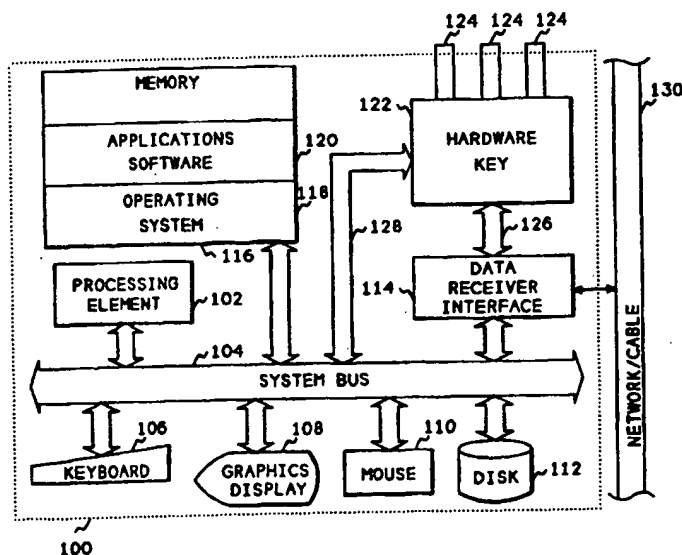 124 124 124
MEMORY
122
HARDWARE
KEY
130
APPLICATIONS
SOFTWARE
120
OPERATING
SYSTEM
118
116
128
126
PROCESSING
ELEMENT
102
114
DATA
RECEIVER
INTERFACE
104
SYSTEM BUS
NETWORK/CABLE
106
KEYBOARD
108
GRAPHICS
DISPLAY
110
MOUSE
DISK
112
100